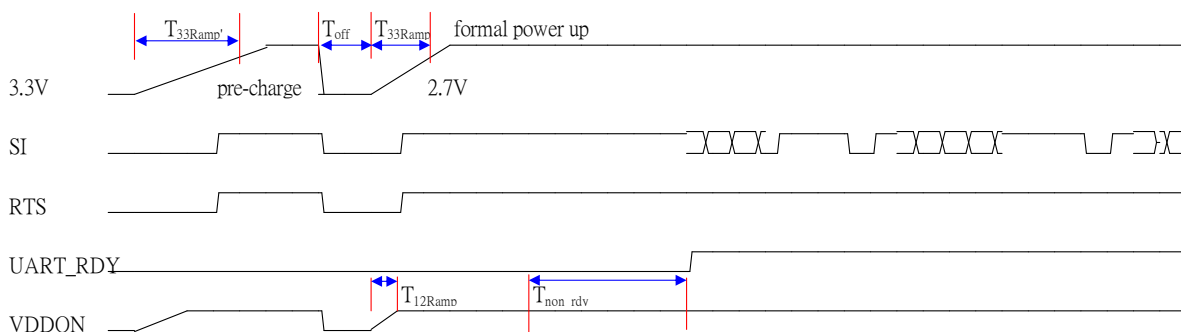 T33Ramp' Toff T33Ramp formal power up
3.3V pre-charge 2.7V
SI
RTS
UART_RDY
T12Ramp Tnon_rdy
VDDON